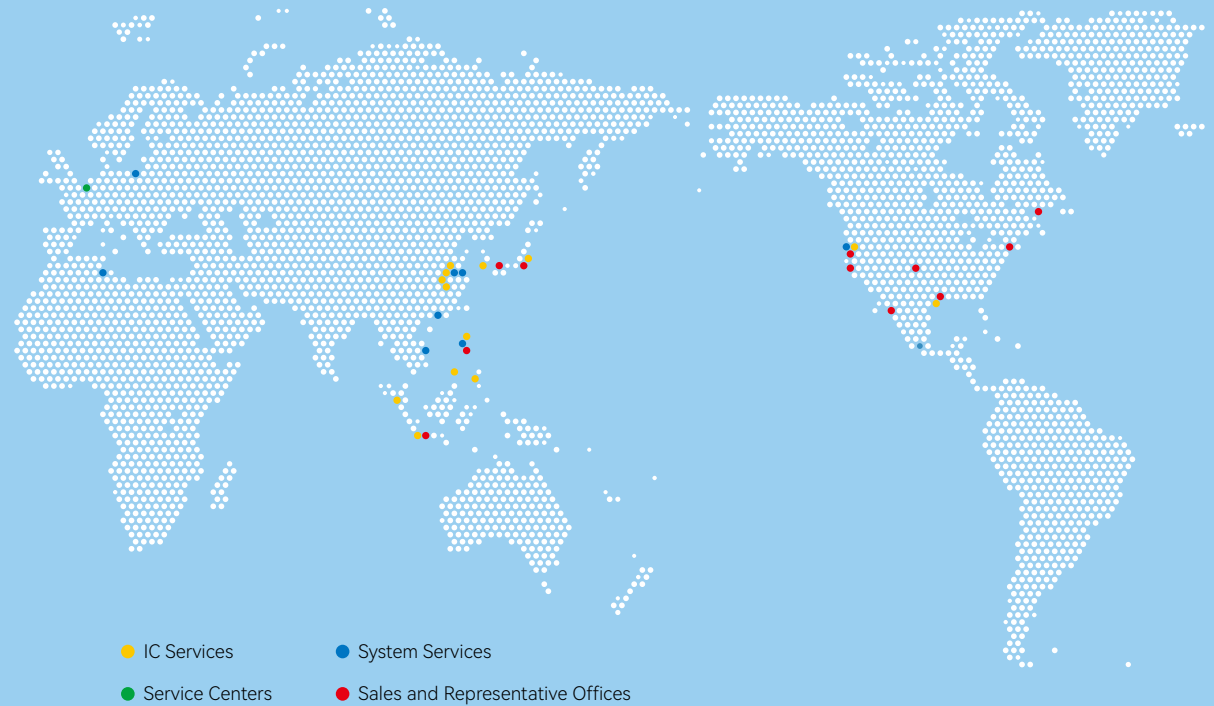 IC Services
System Services
Service Centers
Sales and Representative Offices